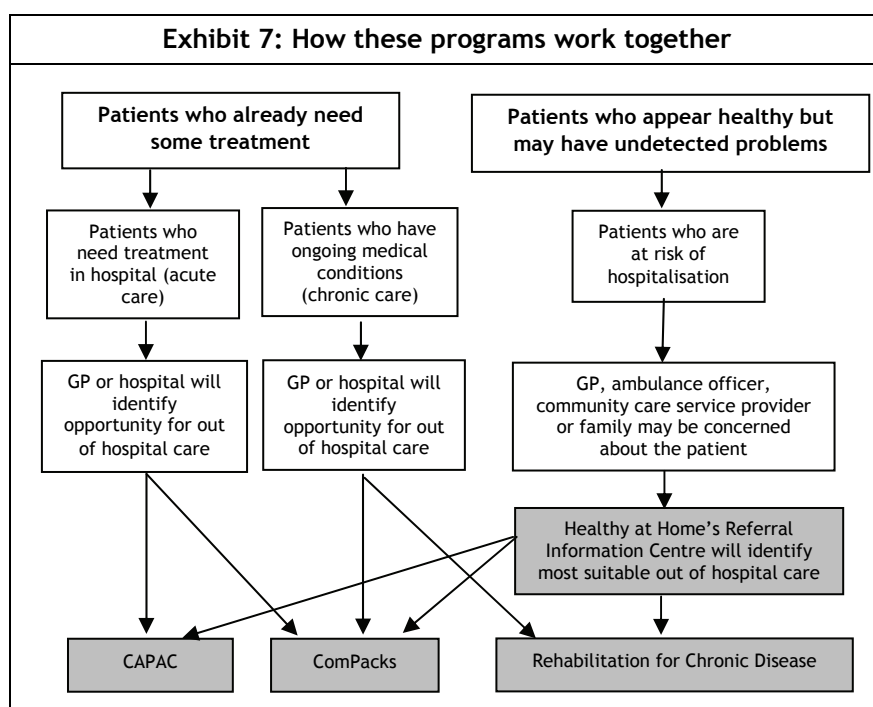 Exhibit 7: How these programs work together
Patients who already need
some treatment
Patients who appear healthy but
may have undetected problems
Patients who
need treatment
in hospital (acute
care)
Patients who have
ongoing medical
conditions
(chronic care)
Patients who are
at risk of
hospitalisation
GP or hospital will
identify
opportunity for out
of hospital care
GP or hospital will
identify
opportunity for out
of hospital care
GP, ambulance officer,
community care service provider
or family may be concerned
about the patient
Healthy at Home’s Referral
Information Centre will identify
most suitable out of hospital care
CAPAC
ComPacks
Rehabilitation for Chronic Disease